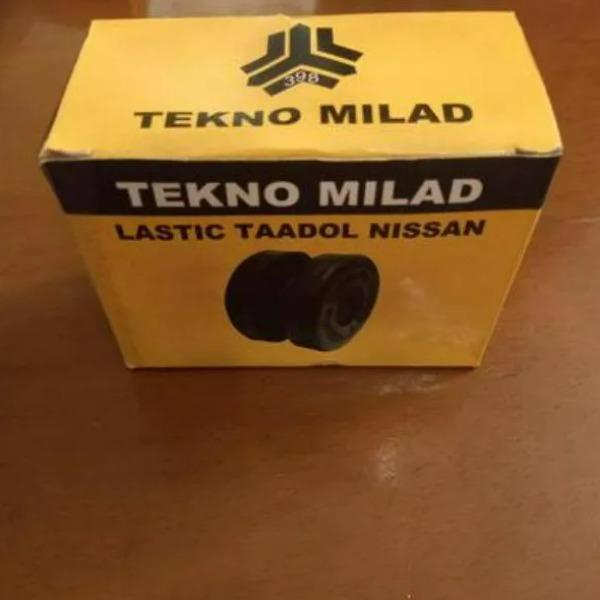 398
TEKNO MILAD
TEKNO MILAD
LASTIC TAADOL NISSAN